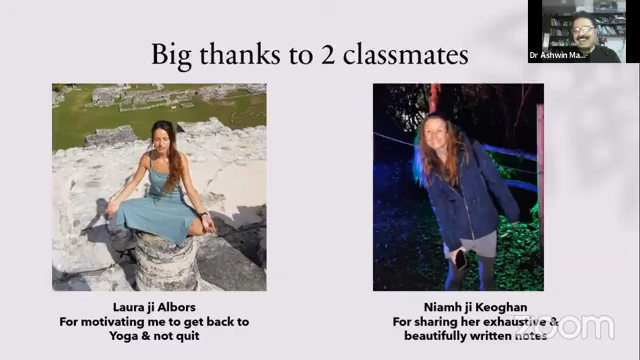 Dr Ashwin Ma...
Big thanks to 2 classmates
Laura ji Albors
For motivating me to get back to
Yoga & not quit
Niamh ji Keoghan
For sharing her exhaustive &
beautifully written notes
zoom